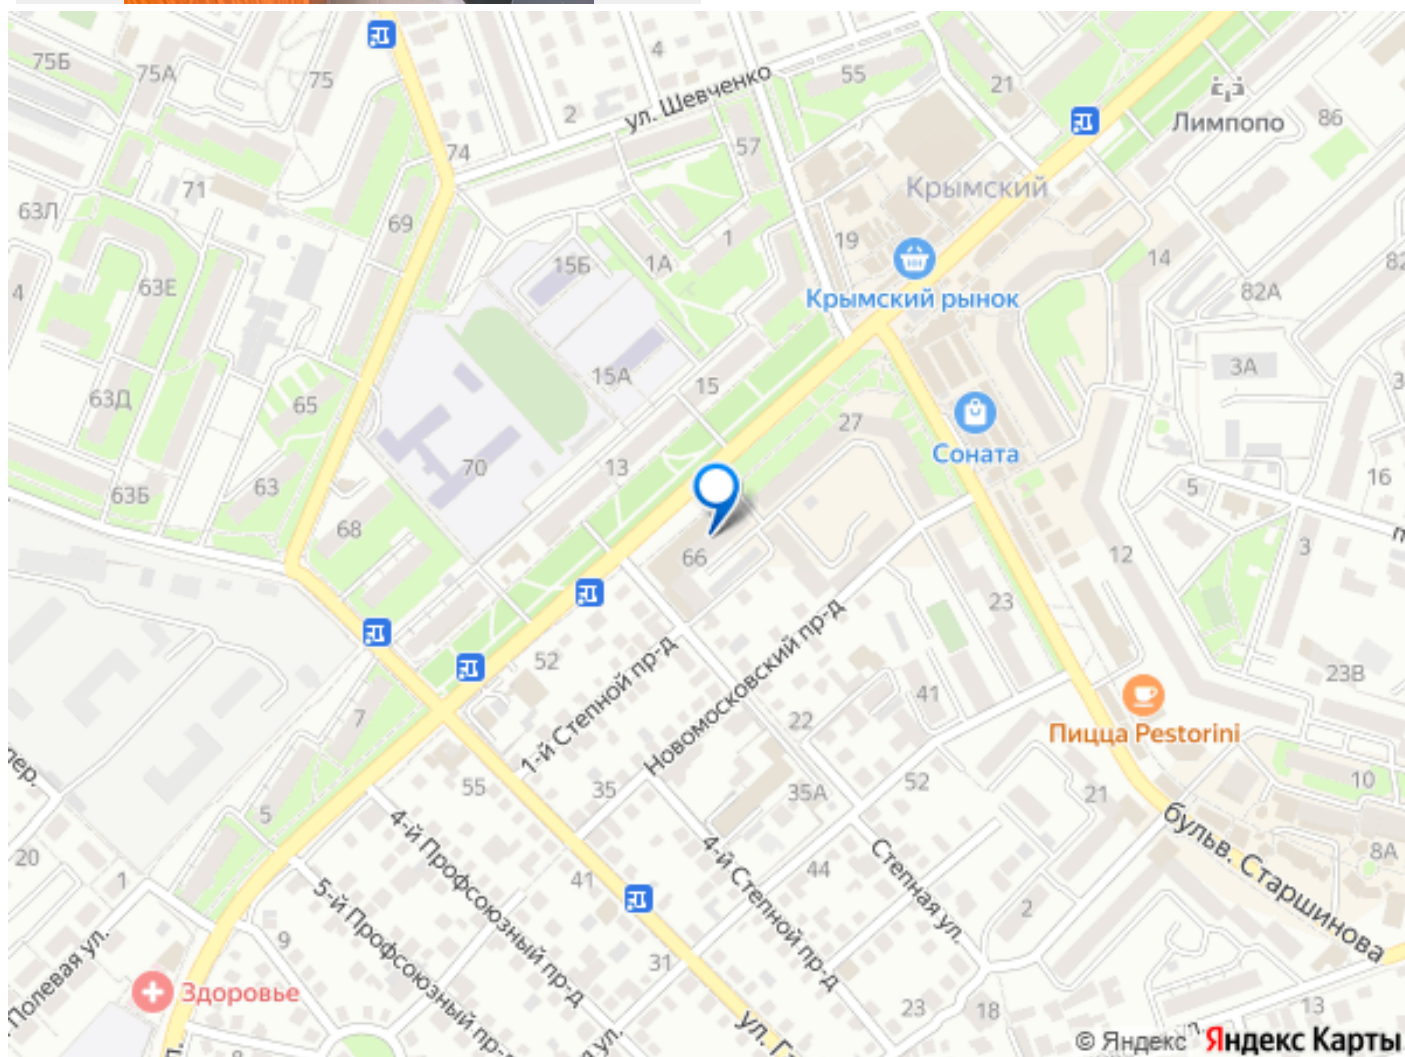 75Б
75А
75
4
55
21
Лимпопо
86
2
ул. Шевченко
57
74
71
63Л
69
Крымский
19
1
14
15Б
1А
63Е
4
Крымский рынок
82А
82
15А
15
3А
63Д
65
27
Соната
70
13
63Б
63
16
5
68
66
12
3
23
52
1-й Степной пр-д
Новомосковский пр-д
41
23В
7
22
Пицца Pestorini
пер.
55
35
35А
52
21
10
5
4-й Профсоюзный пр-д
бульв. Старшинова
8А
20
1
5-й Профсоюзный пр-
41
4-й Степной пр-д
44
Степная ул.
2
9
Полевая ул.
31
Здоровье
23
18
13
ул. Г
ул.
© Яндекс
Яндекс Карты